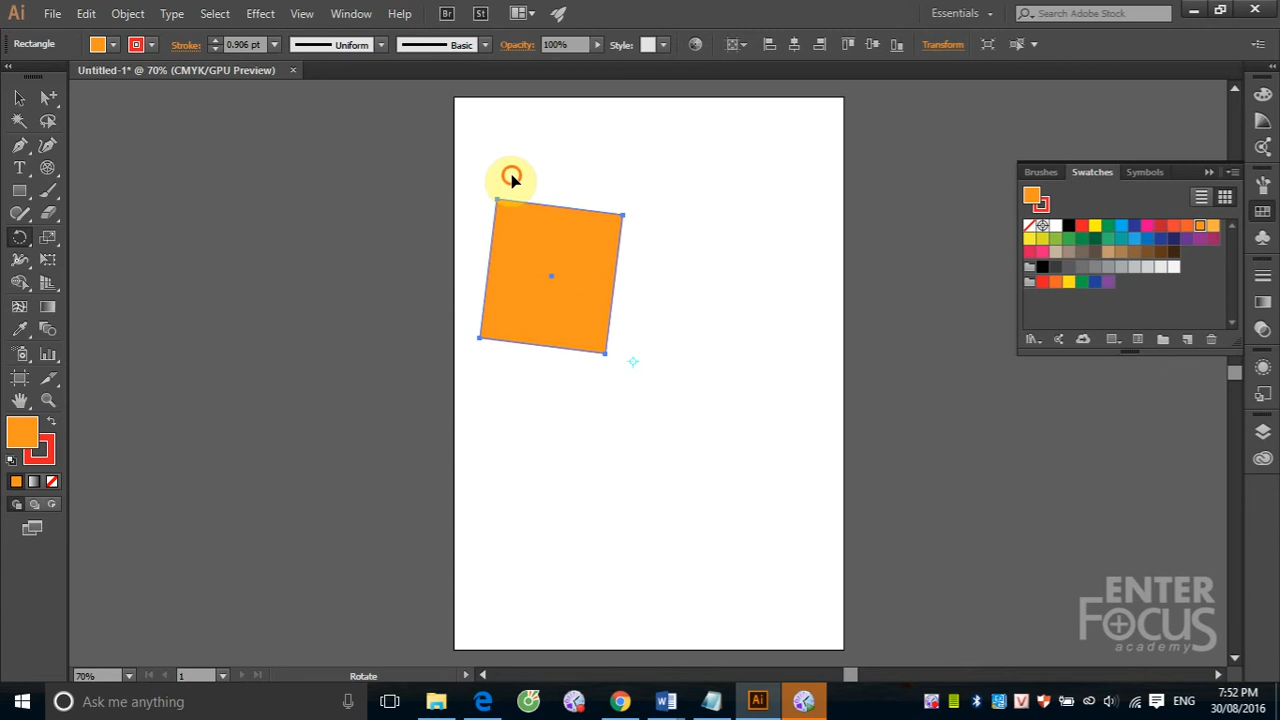 Ai File Edit Object Type Select Effect View Window Help Br St Essentials Search Adobe Stock
Rectangle Stroke: 0.906 pt Uniform Basic Opacity: 100% Style: Transform
Untitled-1* @ 70% (CMYK/GPU Preview)
Brushes Swatches Symbols
ENTER
FOCUS
academy
70% 1 Rotate
Ask me anything Ai ENG
7:52 PM
30/08/2016